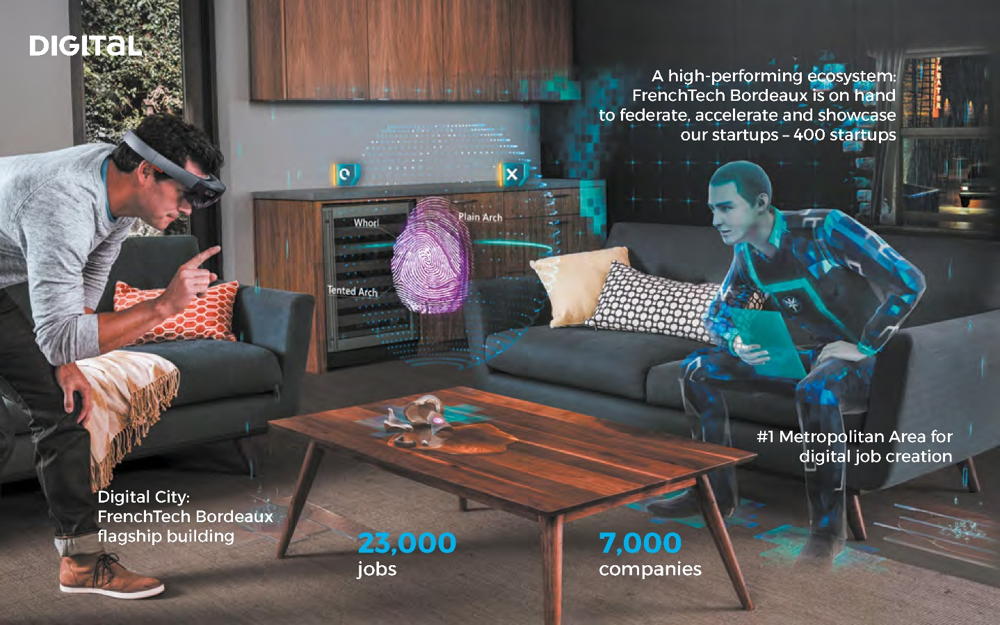 DIGITaL
A high-performing ecosystem:
FrenchTech Bordeaux is on hand
to federate, accelerate and showcase
our startups – 400 startups
Whorl
Plain Arch
Tented Arch
#1 Metropolitan Area for
digital job creation
Digital City:
FrenchTech Bordeaux
flagship building
23,000
jobs
7,000
companies